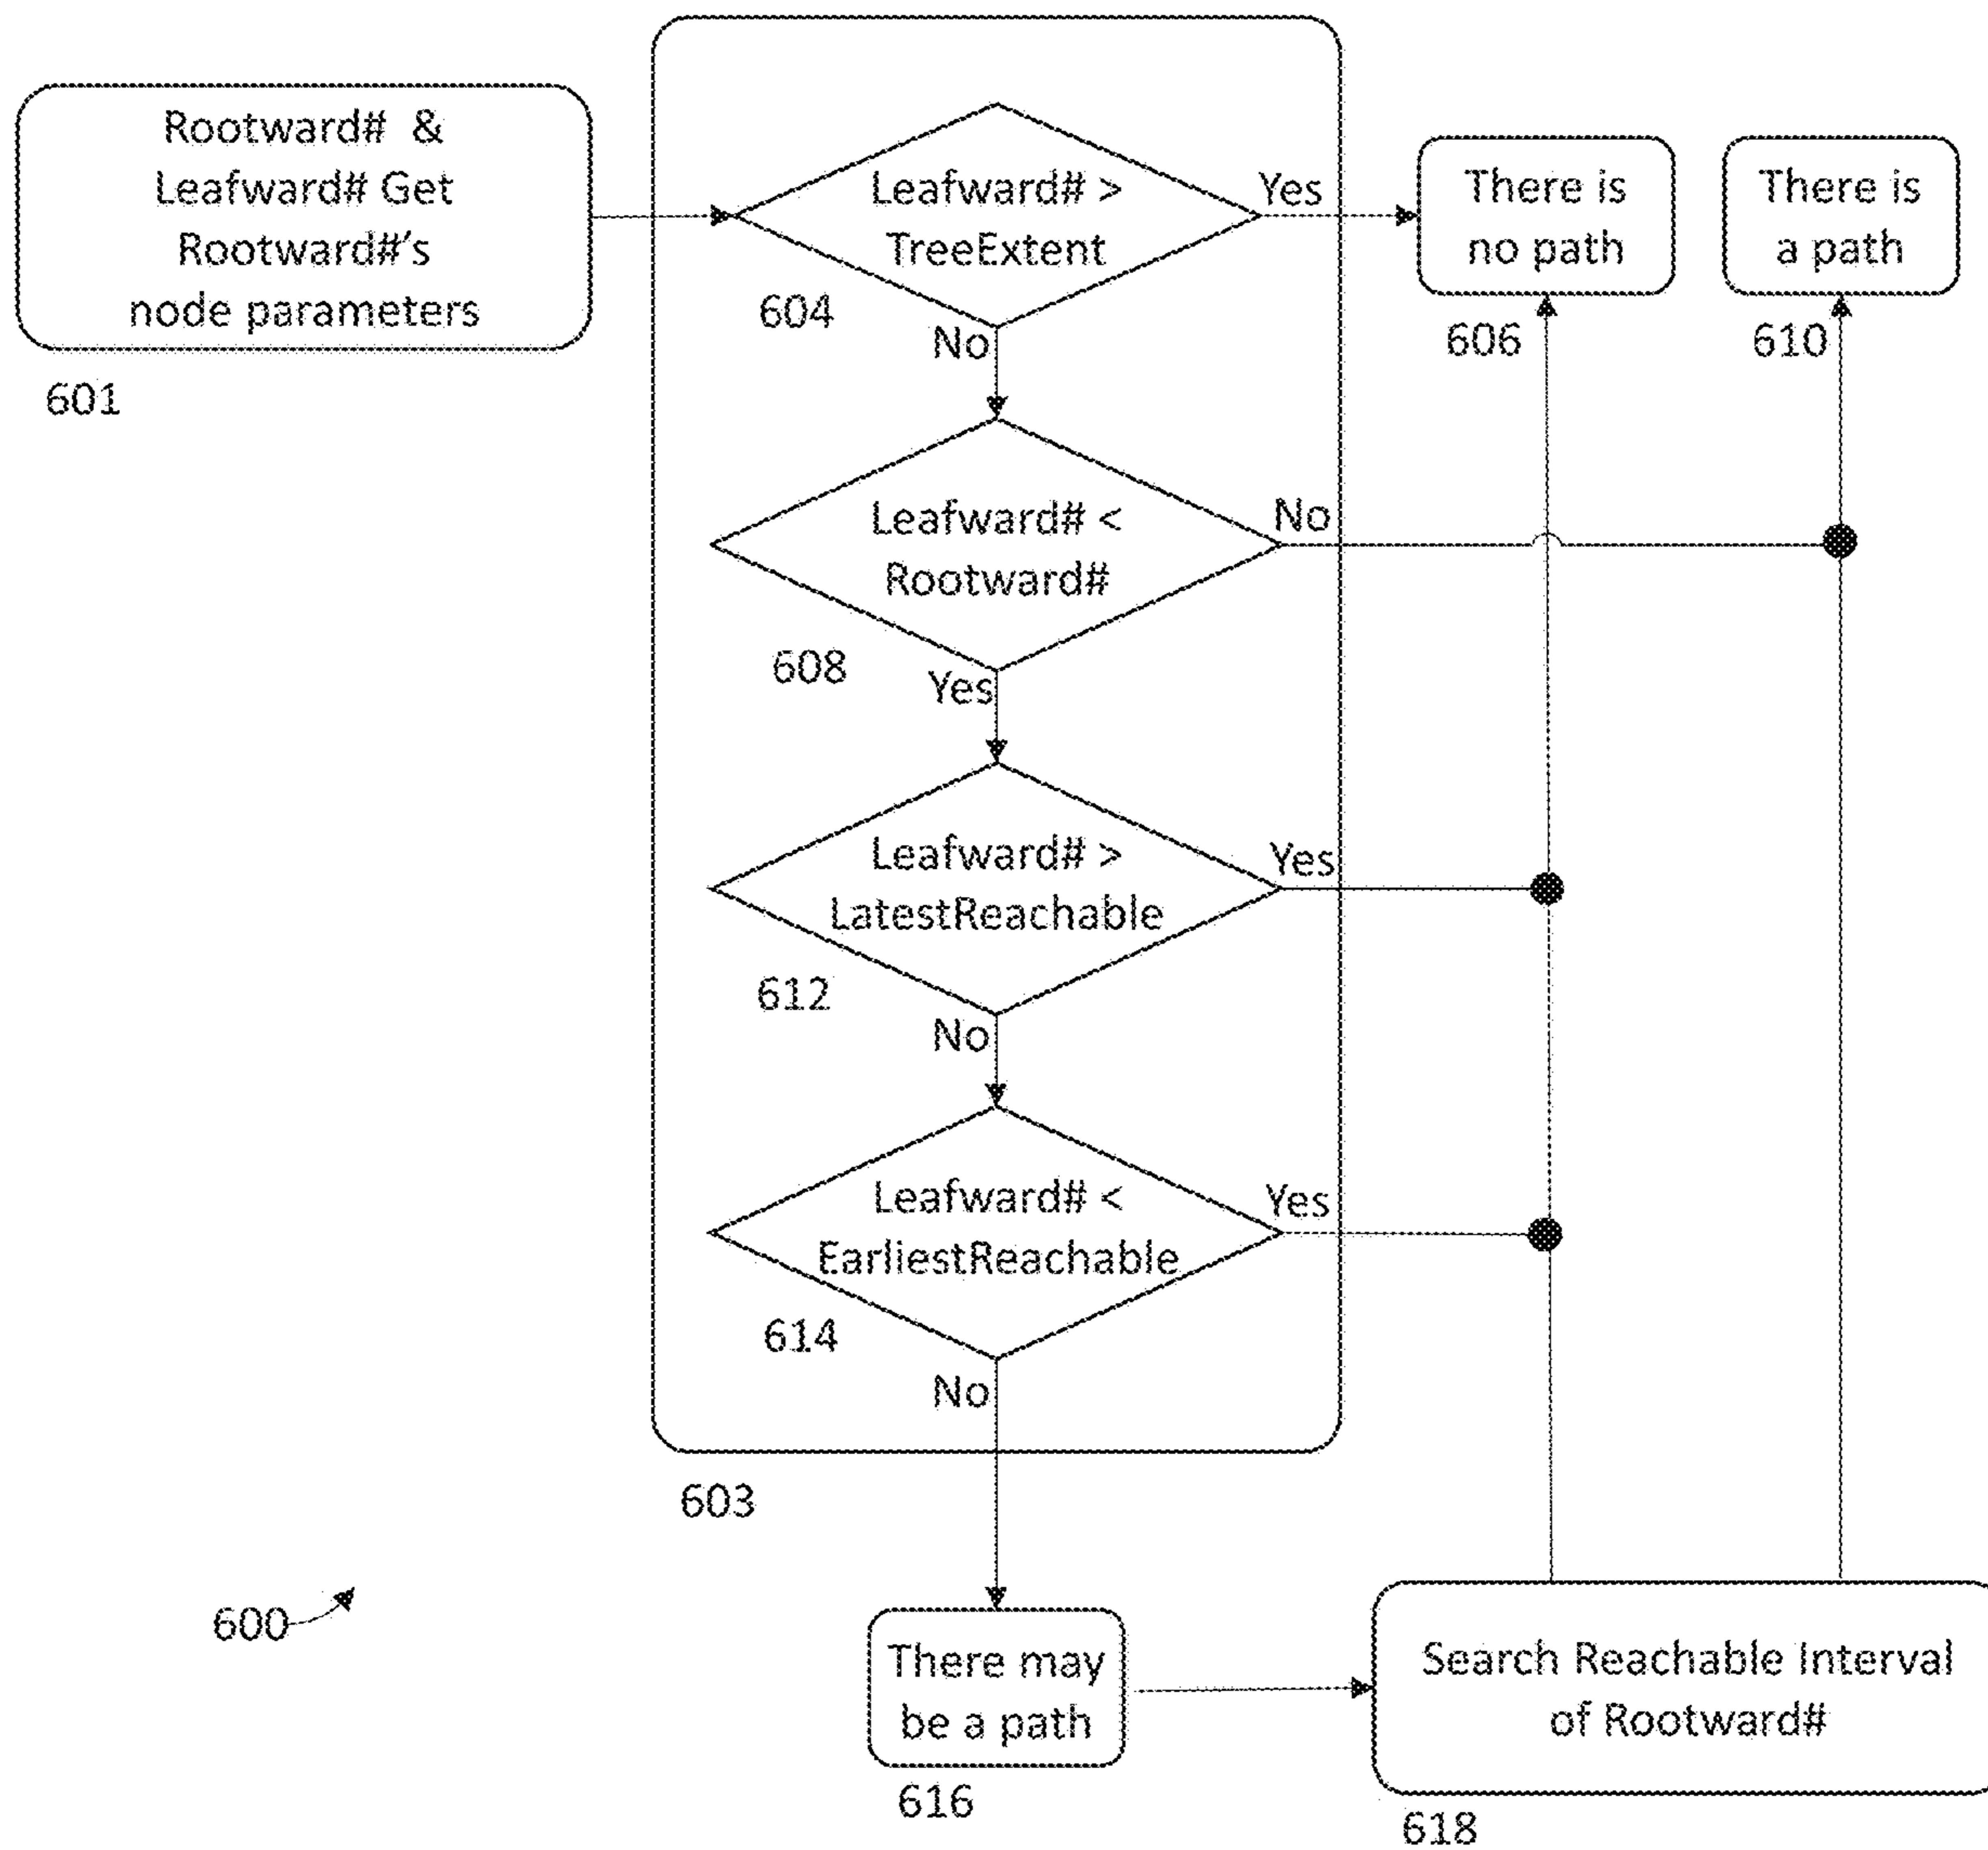 Rootward# &
Leafward# Get
Rootward#'s
node parameters
601
Leafward# >
TreeExtent
604
Yes
No
There is
no path
606
There is
a path
610
Leafward# <
Rootward#
608
No
Yes
Leafward# >
LatestReachable
612
Yes
No
Leafward# <
EarliestReachable
614
Yes
No
603
600
There may
be a path
616
Search Reachable Interval
of Rootward#
618